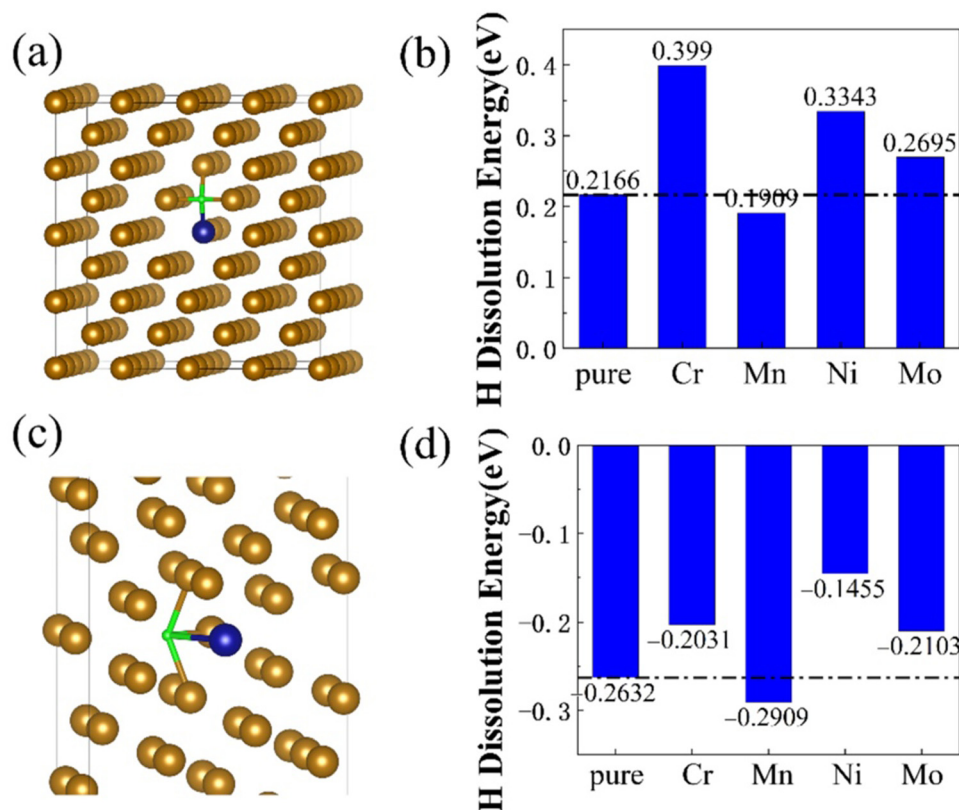 (a)
(b)
H Dissolution Energy(eV)
0.4
0.3
0.2
0.1
0.0
0.2166
0.399
0.1909
0.3343
0.2695
pure Cr Mn Ni Mo
(c)
(d)
H Dissolution Energy(eV)
0.0
−0.1
−0.2
−0.3
−0.2632
−0.2031
−0.2909
−0.1455
−0.2103
pure Cr Mn Ni Mo